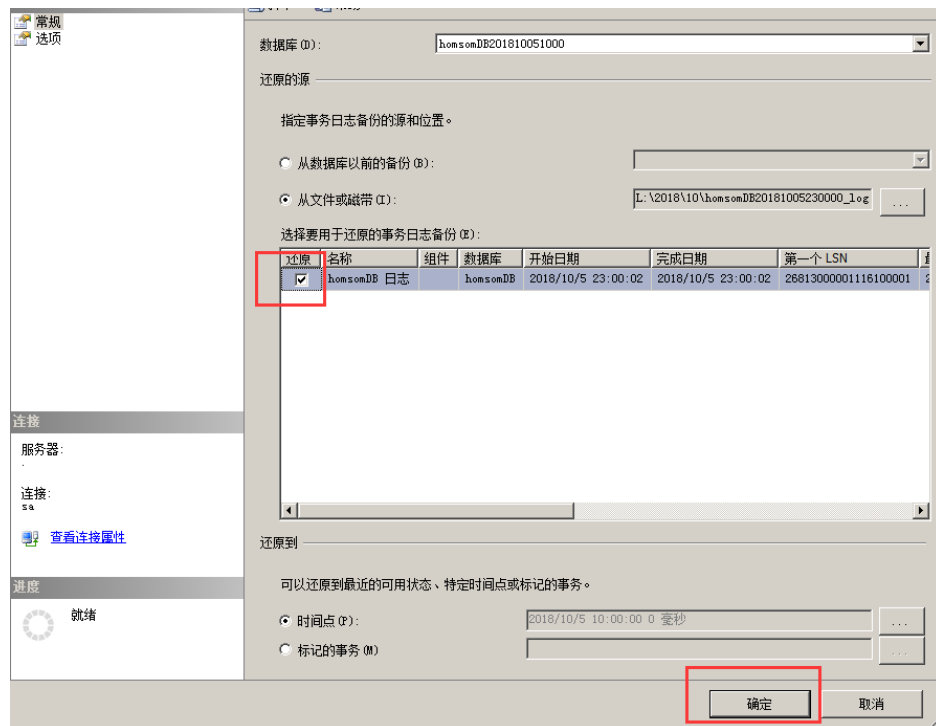 常规
选项
数据库(D):
homsomDB201810051000
还原的源
指定事务日志备份的源和位置。
从数据库以前的备份(B):
从文件或磁带(I):
L:\2018\10\homsomDB20181005230000_log
...
选择要用于还原的事务日志备份(E):
还原 名称 组件 数据库 开始日期 完成日期 第一个 LSN
homsomDB 日志 homsomDB 2018/10/5 23:00:02 2018/10/5 23:00:02 26813000001116100001
连接
服务器:
.
连接:
sa
查看连接属性
还原到
可以还原到最近的可用状态、特定时间点或标记的事务。
进度
就绪
时间点(P):
2018/10/5 10:00:00 0 毫秒
...
标记的事务(M)
...
确定
取消